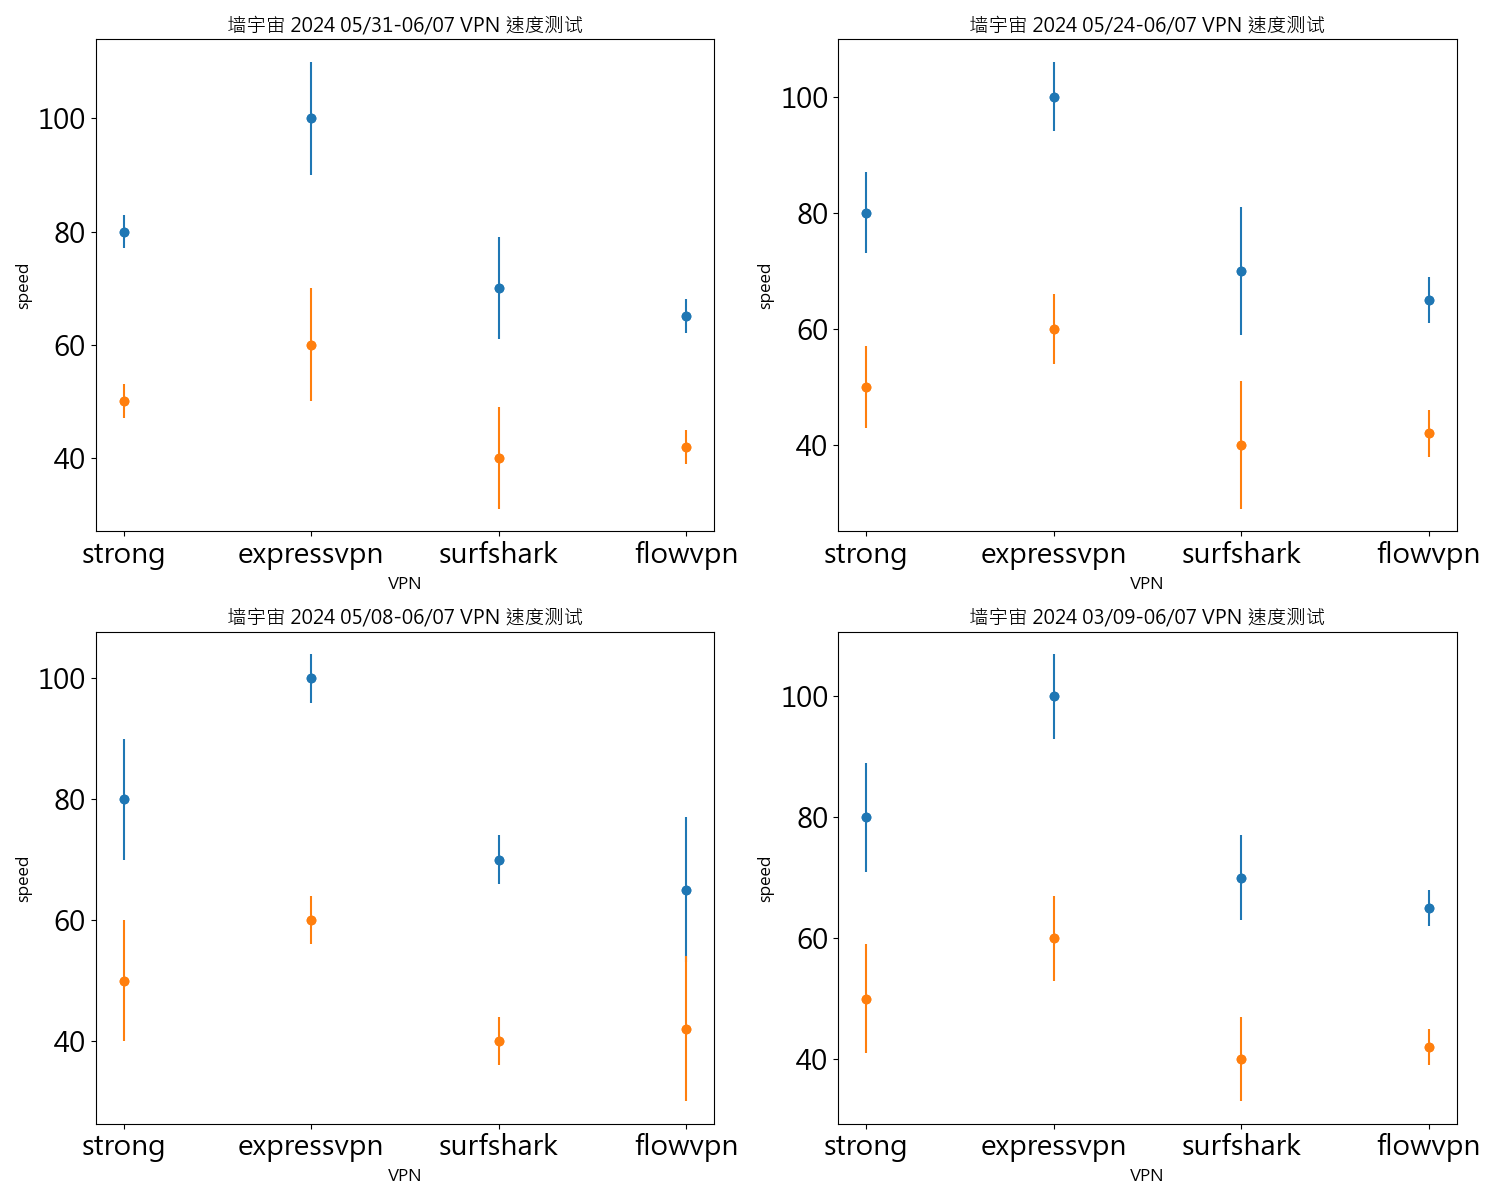 墙宇宙 2024 05/31-06/07 VPN 速度测试
100
80
60
40
speed
strong expressvpn surfshark flowvpn
VPN
墙宇宙 2024 05/24-06/07 VPN 速度测试
100
80
60
40
speed
strong expressvpn surfshark flowvpn
VPN
墙宇宙 2024 05/08-06/07 VPN 速度测试
100
80
60
40
speed
strong expressvpn surfshark flowvpn
VPN
墙宇宙 2024 03/09-06/07 VPN 速度测试
100
80
60
40
speed
strong expressvpn surfshark flowvpn
VPN